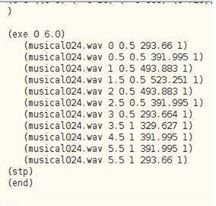 )
(exe 0 6.0)
(musical024.wav 0 0.5 293.66 1)
(musical024.wav 0.5 0.5 391.995 1)
(musical024.wav 1 0.5 493.883 1)
(musical024.wav 1.5 0.5 523.251 1)
(musical024.wav 2 0.5 493.883 1)
(musical024.wav 2.5 0.5 391.995 1)
(musical024.wav 3 0.5 293.664 1)
(musical024.wav 3.5 1 329.627 1)
(musical024.wav 4.5 1 391.995 1)
(musical024.wav 5.5 1 391.995 1)
(musical024.wav 5.5 1 293.66 1)
(stp)
(end)